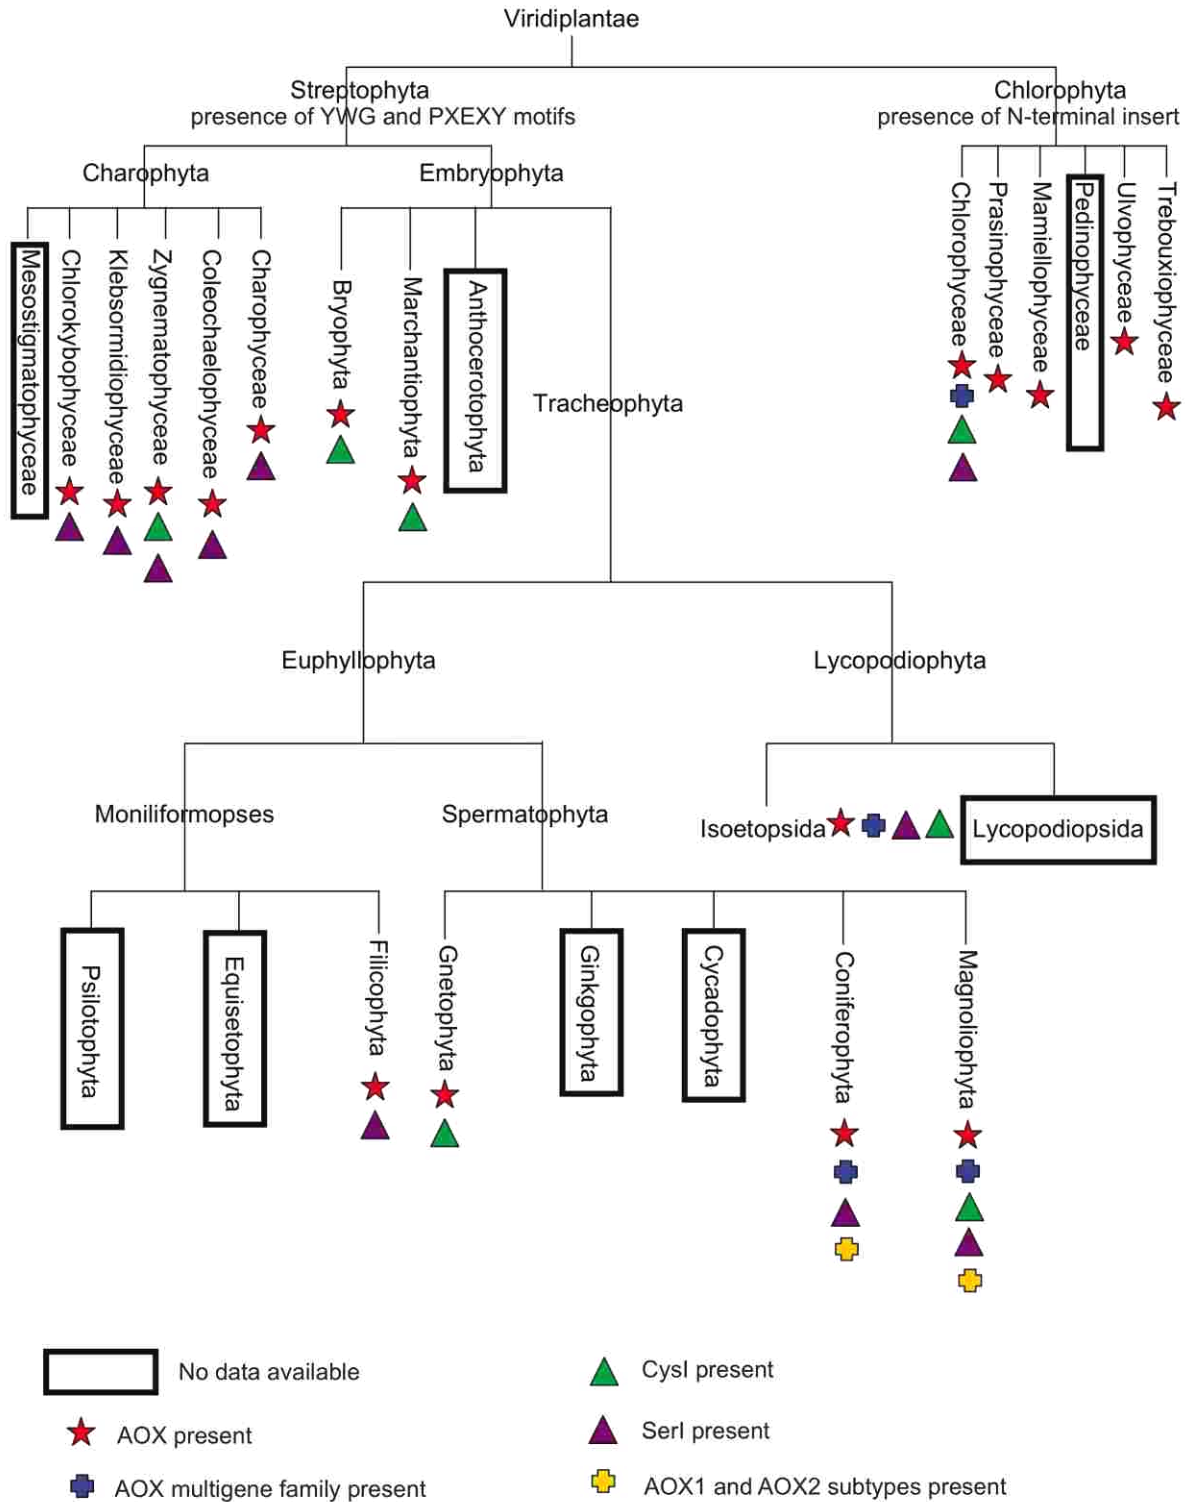 Viridiplantae
Streptophyta
presence of YWG and PXEXY motifs
Chlorophyta
presence of N-terminal insert
Charophyta
Embryophyta
Mesostigmatophyceae
Chlorokybophyceae
Klebsormidiophyceae
Zygnematophyceae
Coleochaelophyceae
Charophyceae
Bryophyta
Marchantiophyta
Anthocerotophyta
Tracheophyta
Chlorophyceae
Prasinophyceae
Mamiellophyceae
Pedinophyceae
Ulvophyceae
Trebouxiophyceae
Euphyllophyta
Lycopodiophyta
Moniliformopses
Spermatophyta
Isoetopsida
Lycopodiopsida
Psilotophyta
Equisetophyta
Filicophyta
Gnetophyta
Ginkgophyta
Cycadophyta
Coniferophyta
Magnoliophyta
No data available
AOX present
AOX multigene family present
CysI present
SerI present
AOX1 and AOX2 subtypes present